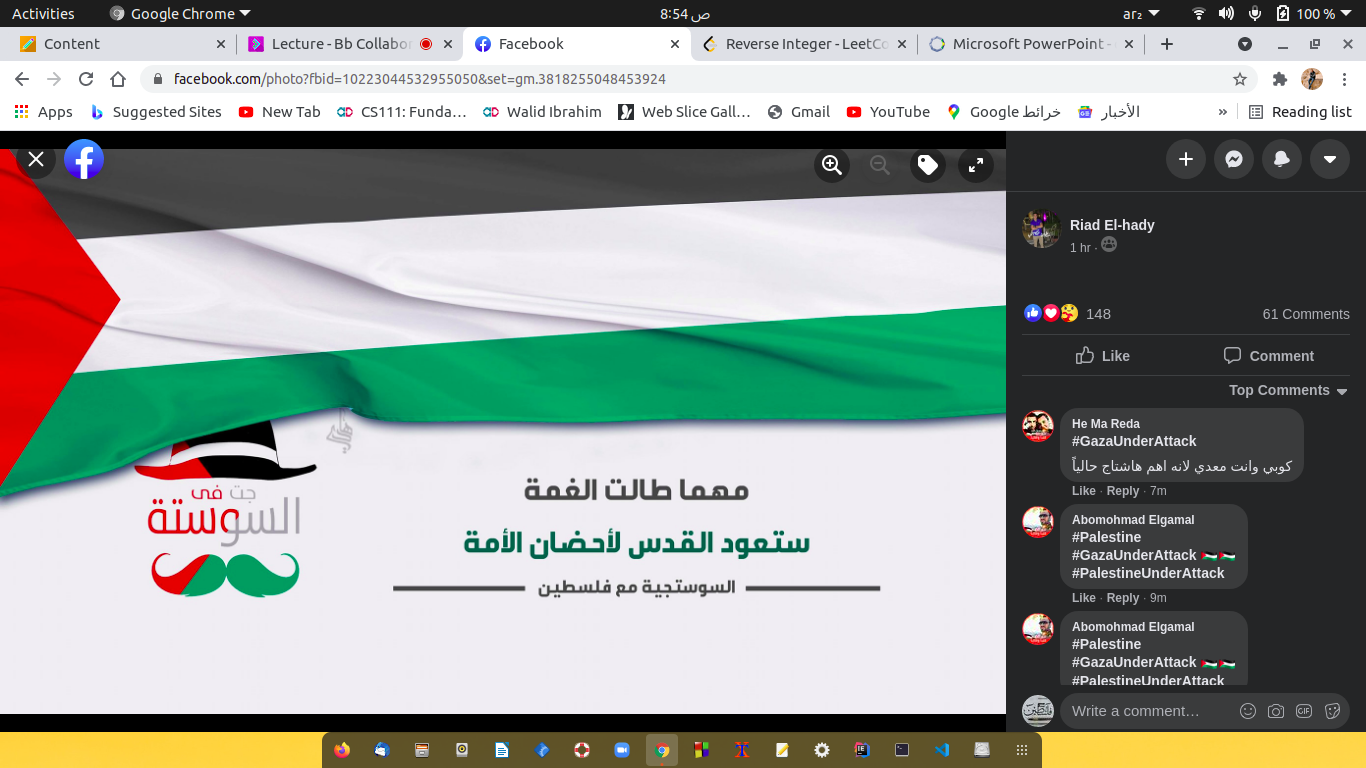 Activities
Google Chrome
8:54 ص
ar₂
100 %
Content
Lecture - Bb Collabor
Facebook
Reverse Integer - LeetCo
Microsoft PowerPoint -
facebook.com/photo?fbid=10223044532955050&set=gm.3818255048453924
Apps
Suggested Sites
New Tab
CS111: Funda…
Walid Ibrahim
Web Slice Gall…
Gmail
YouTube
خرائط Google
الأخبار
»
Reading list
جت فى
السوستة
مهما طالت الغمة
ستعود القدس لأحضان الأمة
السوستجية مع فلسطين
Riad El-hady
1 hr ·
148
61 Comments
Like
Comment
Top Comments
He Ma Reda
#GazaUnderAttack
كوبي وانت معدي لانه اهم هاشتاج حالياً
Like · Reply · 7m
Abomohmad Elgamal
#Palestine
#GazaUnderAttack 🇵🇸🇵🇸
#PalestineUnderAttack
Like · Reply · 9m
Abomohmad Elgamal
#Palestine
#GazaUnderAttack 🇵🇸🇵🇸
#PalestineUnderAttack
Write a comment…
GIF